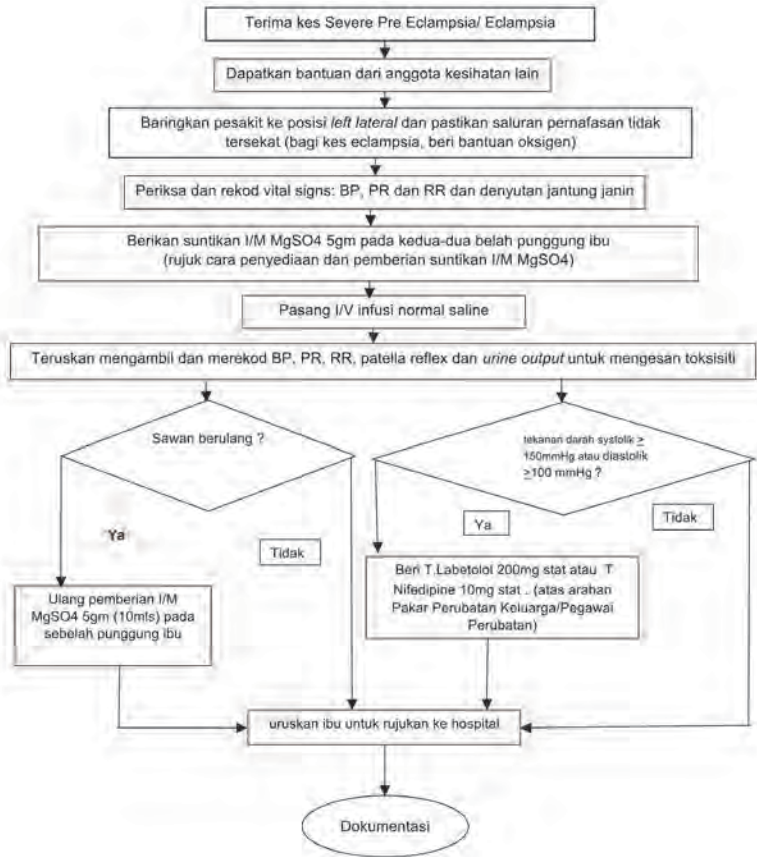 Terima kes Severe Pre Eclampsia/ Eclampsia
Dapatkan bantuan dari anggota kesihatan lain
Baringkan pesakit ke posisi left lateral dan pastikan saluran pernafasan tidak
tersekat (bagi kes eclampsia, beri bantuan oksigen)
Periksa dan rekod vital signs: BP, PR dan RR dan denyutan jantung janin
Berikan suntikan I/M MgSO4 5gm pada kedua-dua belah punggung ibu
(rujuk cara penyediaan dan pemberian suntikan I/M MgSO4)
Pasang I/V infusi normal saline
Teruskan mengambil dan merekod BP, PR, RR, patella reflex dan urine output untuk mengesan toksisiti
Sawan berulang ?
tekanan darah systolik ≥
150mmHg atau diastolik
≥100 mmHg ?
Ya
Tidak
Ya
Tidak
Ulang pemberian I/M
MgSO4 5gm (10mls) pada
sebelah punggung ibu
Beri T.Labetolol 200mg stat atau T
Nifedipine 10mg stat . (atas arahan
Pakar Perubatan Keluarga/Pegawai
Perubatan)
uruskan ibu untuk rujukan ke hospital
Dokumentasi